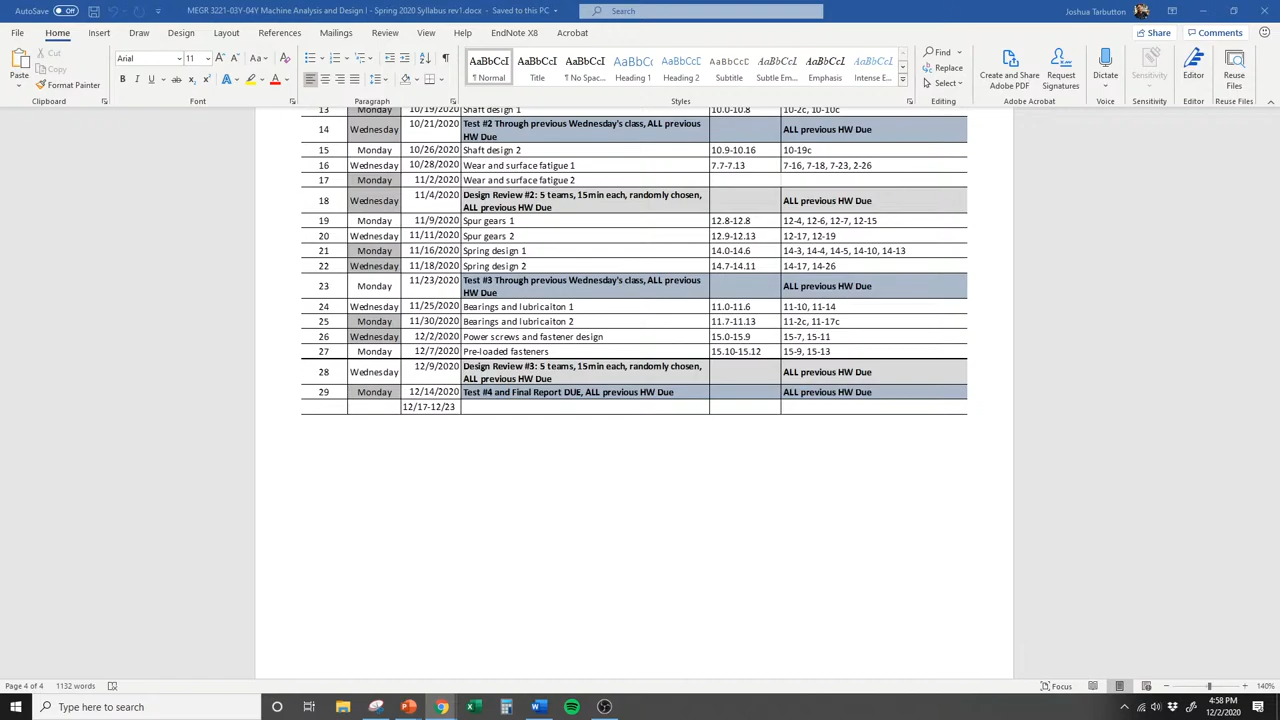 AutoSave Off MEGR 3221-03Y-04Y Machine Analysis and Design I - Spring 2020 Syllabus rev1.docx - Saved to this PC Search Joshua Tarbutton
File Home Insert Draw Design Layout References Mailings Review View Help EndNote X8 Acrobat Share Comments
Paste Cut Copy Format Painter Clipboard
Arial 11 Font
Paragraph
AaBbCcI ¶ Normal AaBbCcI Title AaBbCcI ¶ No Spac... AaBbCc Heading 1 AaBbCcI Heading 2 AaBbCcI Subtitle AaBbCcI Subtle Em... AaBbCcI Emphasis AaBbCcI Intense E... Styles
Find Replace Select Editing
Create and Share Adobe PDF Request Signatures Adobe Acrobat
Dictate Voice Sensitivity Sensitivity Editor Editor Reuse Files Reuse Files
13 Monday 10/19/2020 Shaft design 1 10.0-10.8 10-2c, 10-10c
14 Wednesday 10/21/2020 Test #2 Through previous Wednesday's class, ALL previous HW Due ALL previous HW Due
15 Monday 10/26/2020 Shaft design 2 10.9-10.16 10-19c
16 Wednesday 10/28/2020 Wear and surface fatigue 1 7.7-7.13 7-16, 7-18, 7-23, 2-26
17 Monday 11/2/2020 Wear and surface fatigue 2
18 Wednesday 11/4/2020 Design Review #2: 5 teams, 15min each, randomly chosen, ALL previous HW Due ALL previous HW Due
19 Monday 11/9/2020 Spur gears 1 12.8-12.8 12-4, 12-6, 12-7, 12-15
20 Wednesday 11/11/2020 Spur gears 2 12.9-12.13 12-17, 12-19
21 Monday 11/16/2020 Spring design 1 14.0-14.6 14-3, 14-4, 14-5, 14-10, 14-13
22 Wednesday 11/18/2020 Spring design 2 14.7-14.11 14-17, 14-26
23 Monday 11/23/2020 Test #3 Through previous Wednesday's class, ALL previous HW Due ALL previous HW Due
24 Wednesday 11/25/2020 Bearings and lubricaiton 1 11.0-11.6 11-10, 11-14
25 Monday 11/30/2020 Bearings and lubricaiton 2 11.7-11.13 11-2c, 11-17c
26 Wednesday 12/2/2020 Power screws and fastener design 15.0-15.9 15-7, 15-11
27 Monday 12/7/2020 Pre-loaded fasteners 15.10-15.12 15-9, 15-13
28 Wednesday 12/9/2020 Design Review #3: 5 teams, 15min each, randomly chosen, ALL previous HW Due ALL previous HW Due
29 Monday 12/14/2020 Test #4 and Final Report DUE, ALL previous HW Due ALL previous HW Due
12/17-12/23
Page 4 of 4 1132 words Focus 140%
Type here to search 4:58 PM
12/2/2020